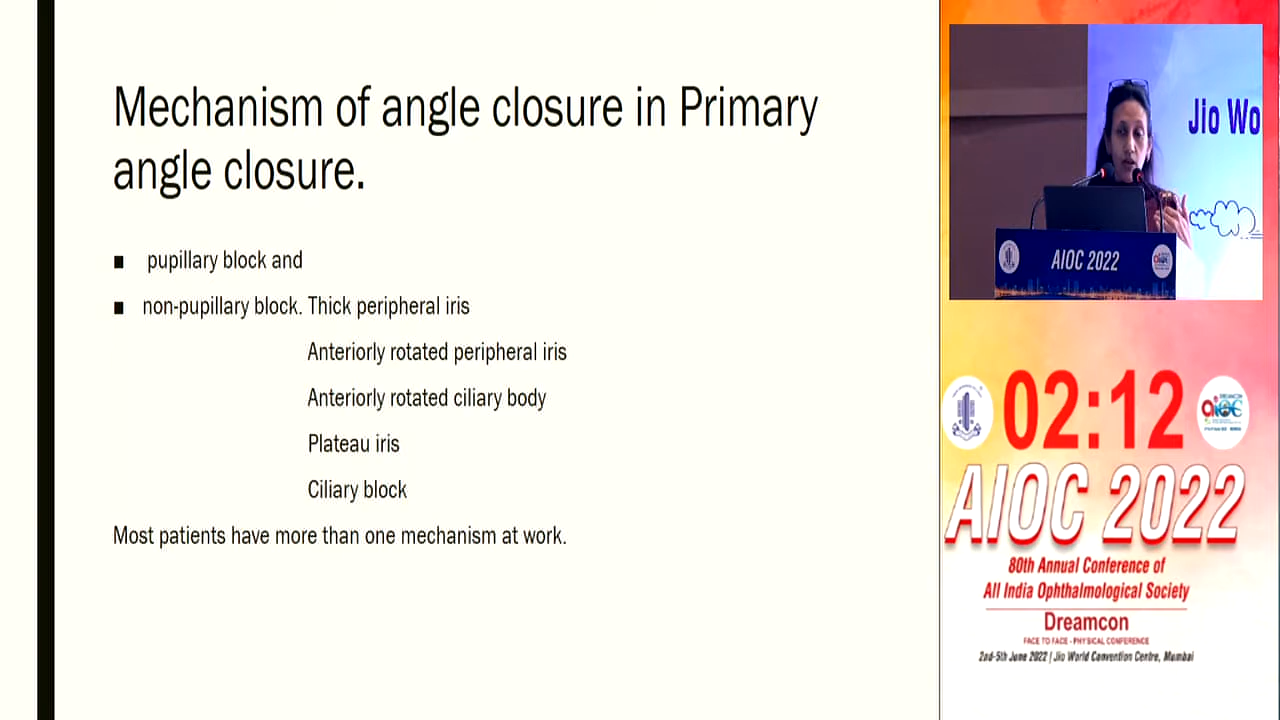 Mechanism of angle closure in Primary
angle closure.
■ pupillary block and
■ non-pupillary block. Thick peripheral iris
Anteriorly rotated peripheral iris
Anteriorly rotated ciliary body
Plateau iris
Ciliary block
Most patients have more than one mechanism at work.
Jio Wo
AIOC 2022
02:12
AIOC 2022
80th Annual Conference of
All India Ophthalmological Society
Dreamcon
FACE TO FACE - PHYSICAL CONFERENCE
2nd-5th June 2022 | Jio World Convention Centre, Mumbai